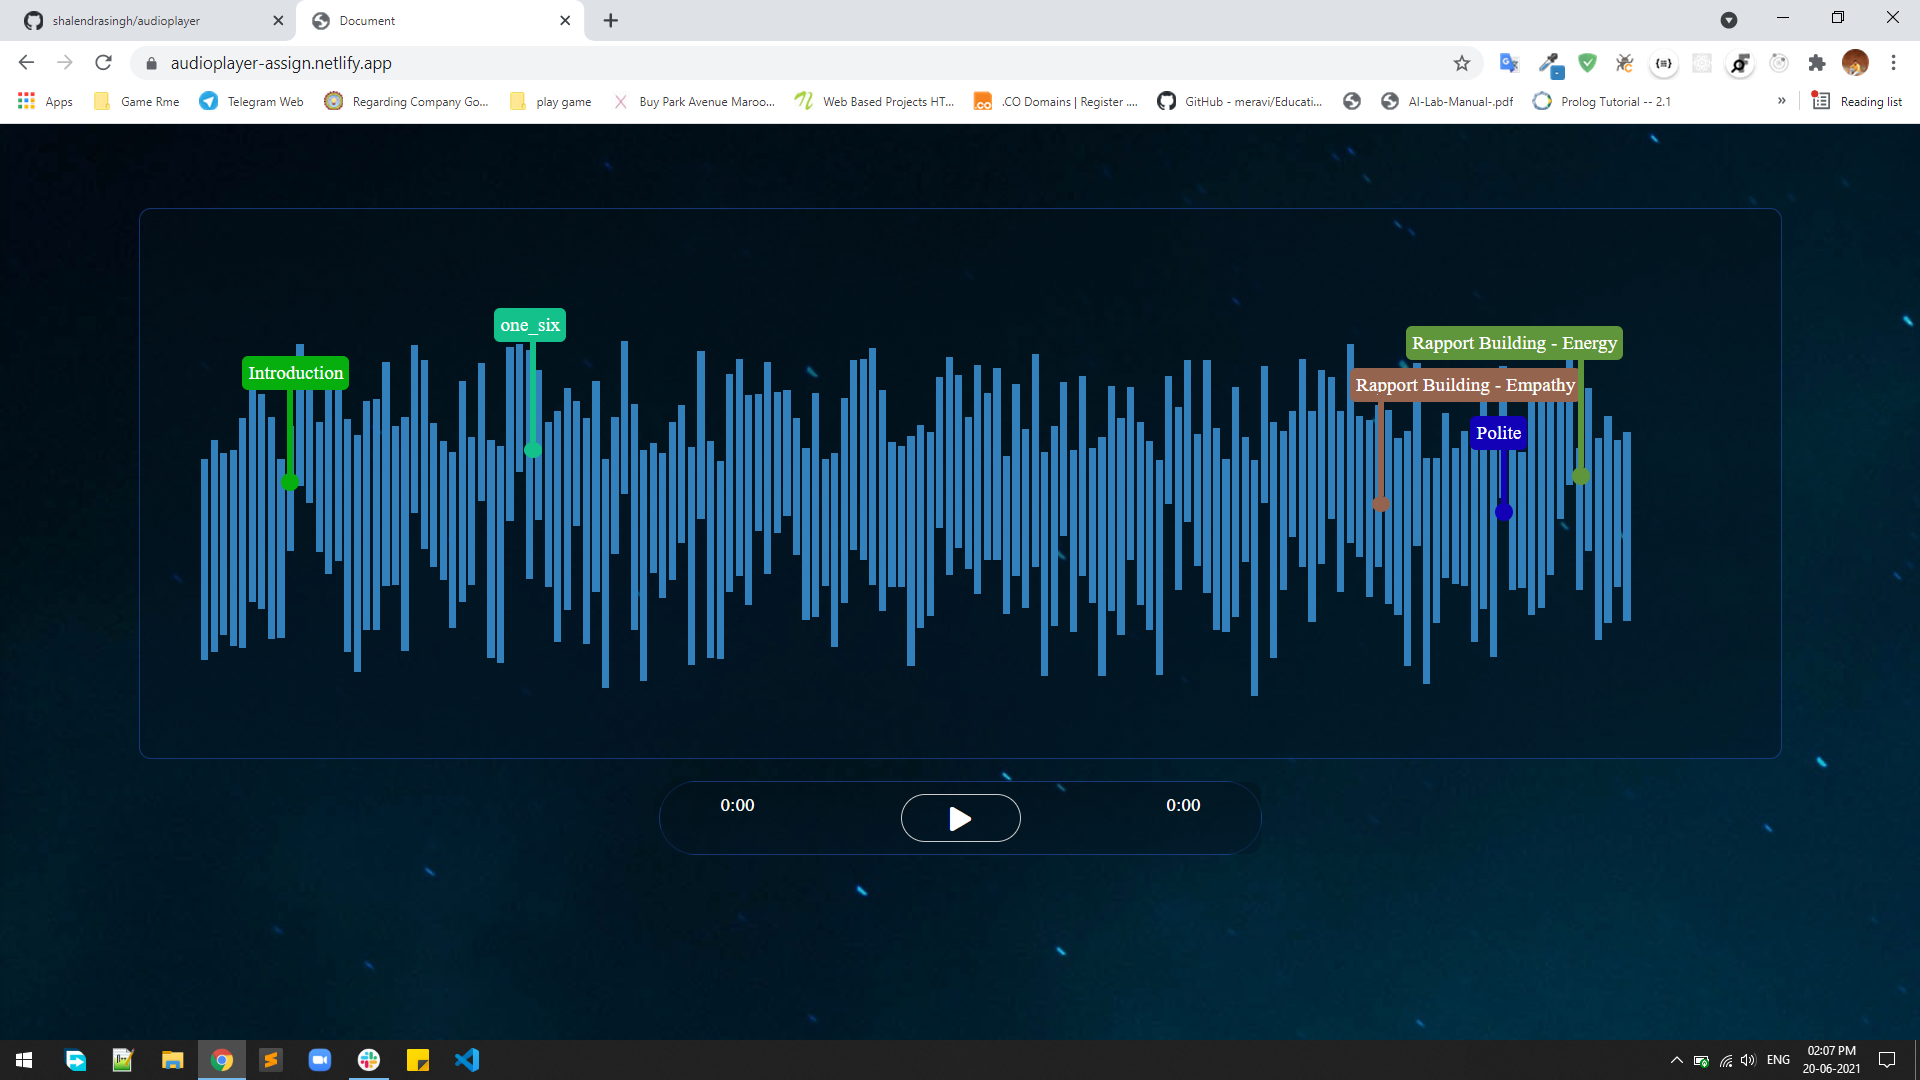 shalendrasingh/audioplayer
Document
audioplayer-assign.netlify.app
Apps
Game Rme
Telegram Web
Regarding Company Go...
play game
Buy Park Avenue Maroo...
Web Based Projects HT...
.CO Domains | Register ....
GitHub - meravi/Educati...
AI-Lab-Manual-.pdf
Prolog Tutorial -- 2.1
»
Reading list
one_six
Rapport Building - Energy
Introduction
Rapport Building - Empathy
Polite
0:00
0:00
ENG
02:07 PM
20-06-2021